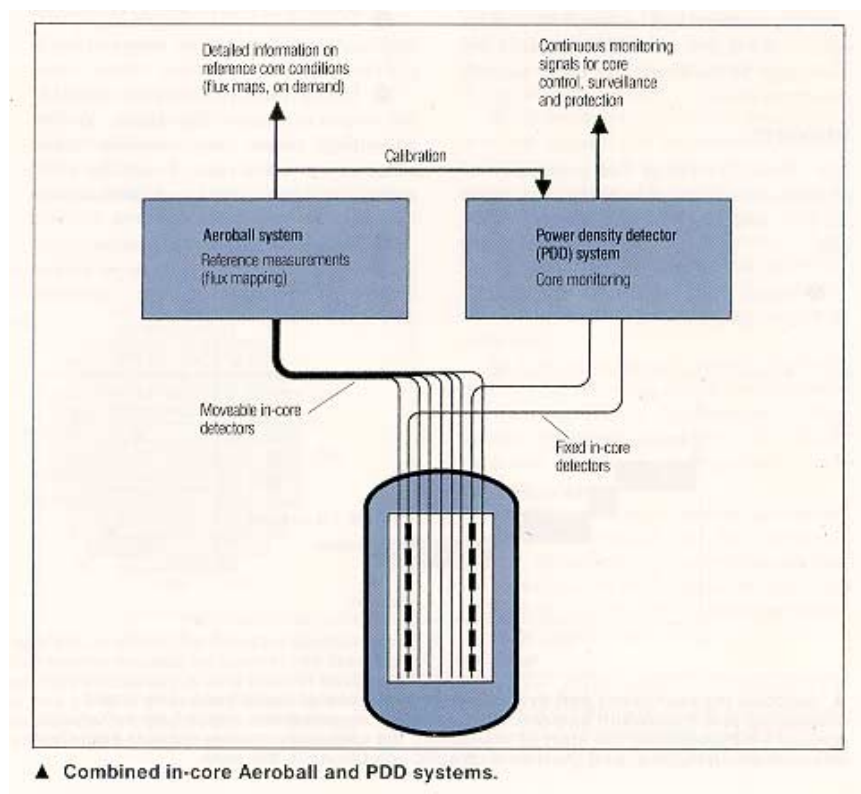 Detailed information on
reference core conditions
(flux maps, on demand)
Continuous monitoring
signals for core
control, surveillance
and protection
Calibration
Aeroball system
Reference measurements
(flux mapping)
Power density detector
(PDD) system
Core monitoring
Moveable in-core
detectors
Fixed in-core
detectors
▲ Combined in-core Aeroball and PDD systems.